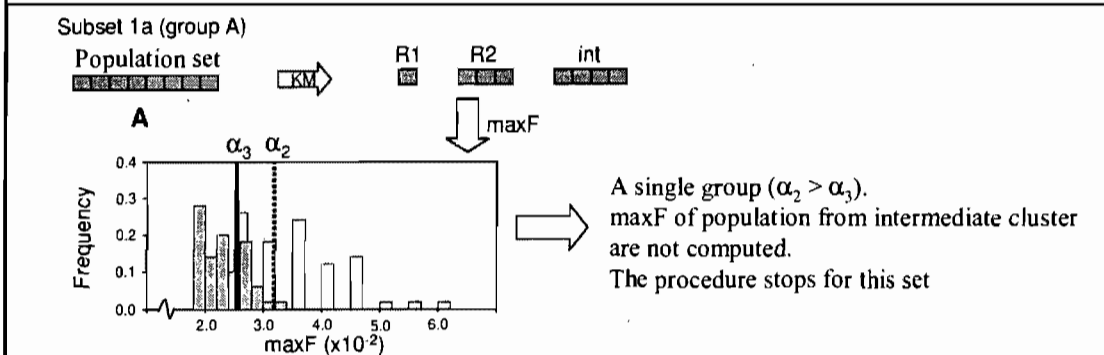 Subset 1a (group A)
Population set
KM
R1
R2
int
A
maxF
α3 α2
0.4
0.3
0.2
0.1
0.0
Frequency
2.0 3.0 4.0 5.0 6.0
maxF (x10-2)
A single group (α2 > α3).
maxF of population from intermediate cluster
are not computed.
The procedure stops for this set